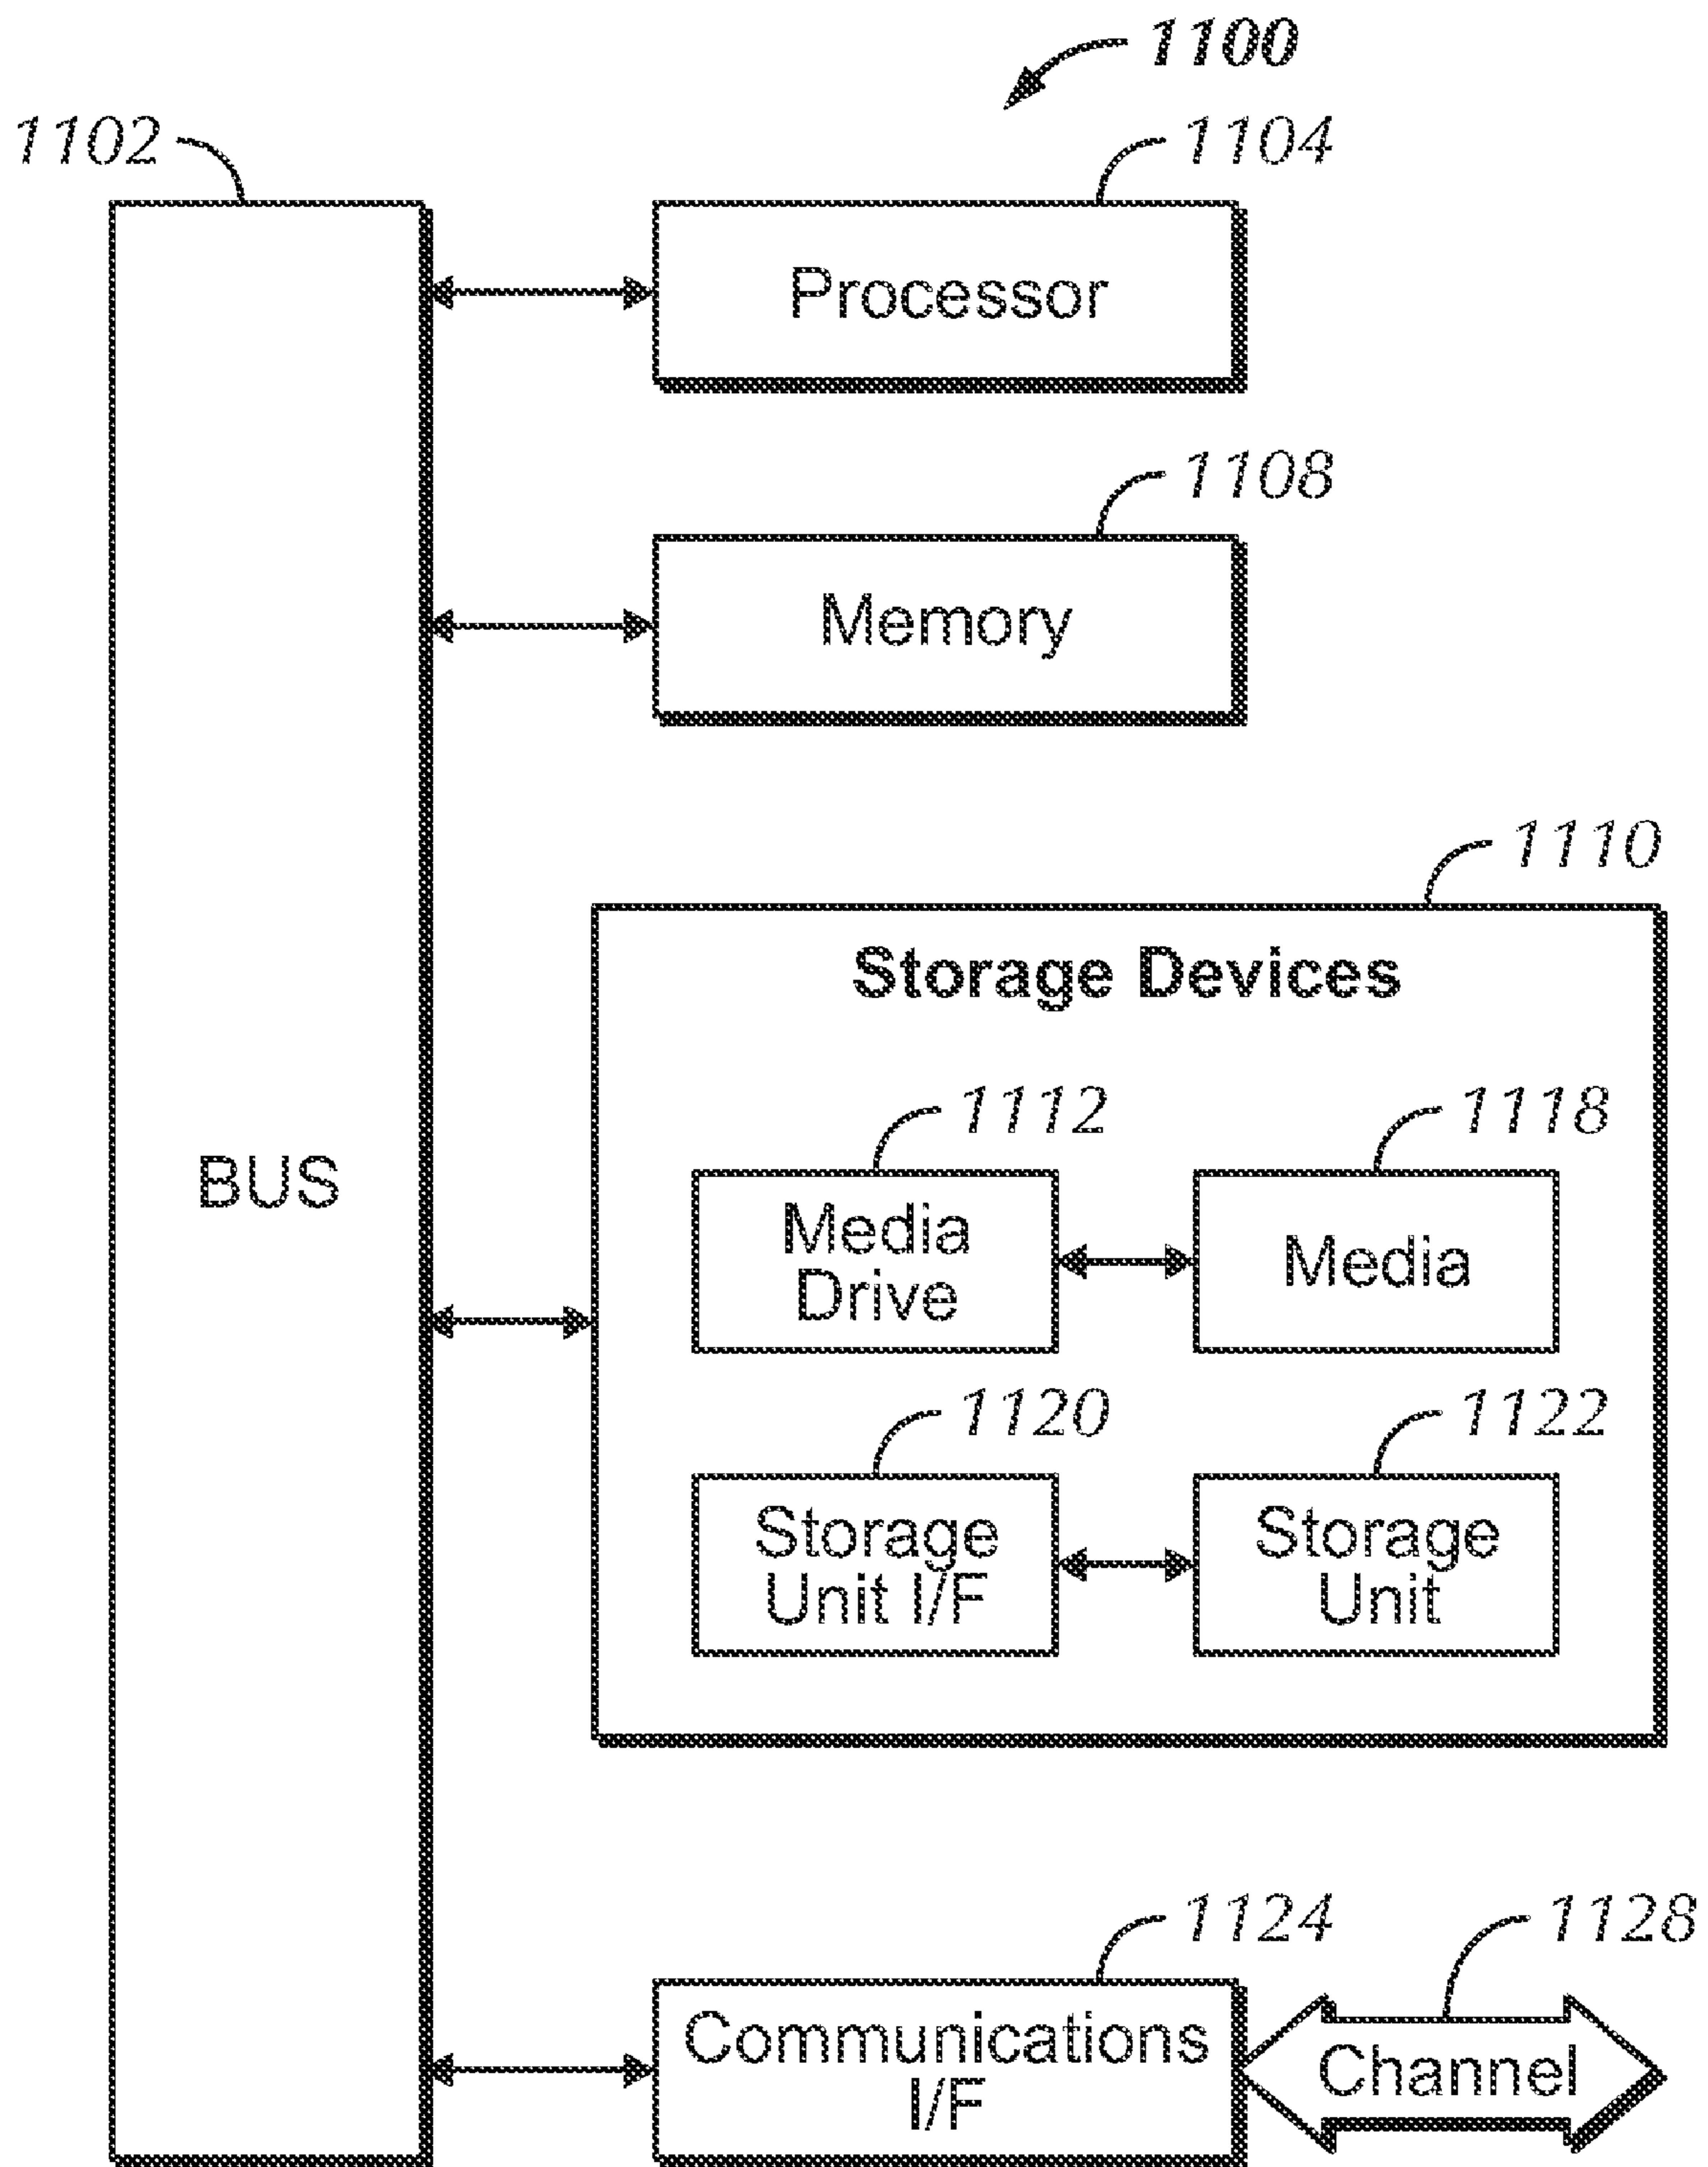 1100
1102
1104
Processor
1108
Memory
1110
Storage Devices
BUS
1112
Media
Drive
1118
Media
1120
Storage
Unit I/F
1122
Storage
Unit
1124
Communications
I/F
1128
Channel